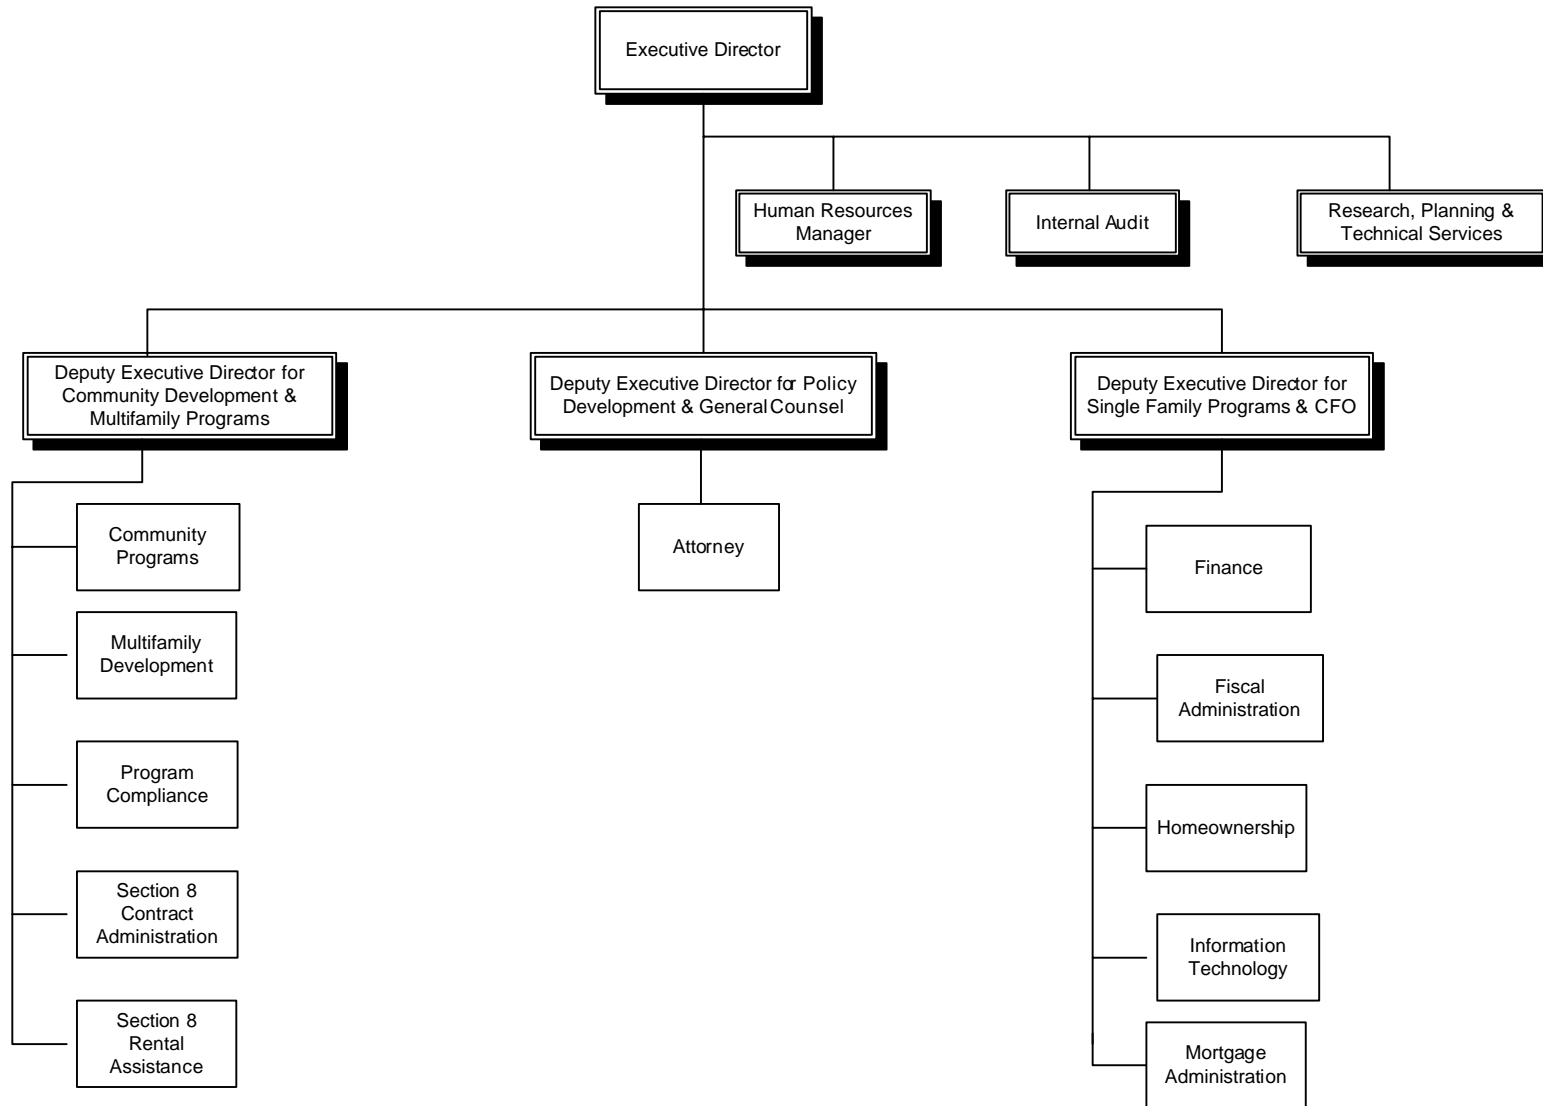 Executive Director
Human Resources
Manager
Internal Audit
Research, Planning &
Technical Services
Deputy Executive Director for
Community Development &
Multifamily Programs
Deputy Executive Director for Policy
Development & General Counsel
Deputy Executive Director for
Single Family Programs & CFO
Community
Programs
Multifamily
Development
Program
Compliance
Section 8
Contract
Administration
Section 8
Rental
Assistance
Attorney
Finance
Fiscal
Administration
Homeownership
Information
Technology
Mortgage
Administration